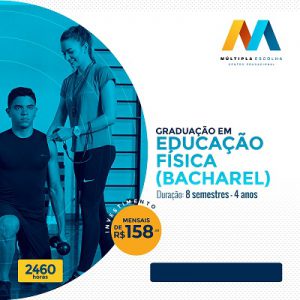 MÚLTIPLA ESCOLHA
CENTRO EDUCACIONAL
GRADUAÇÃO EM
EDUCAÇÃO
FÍSICA
(BACHAREL)
Duração: 8 semestres - 4 anos
INVESTIMENTO
MENSAIS
DE
R$158
2460
horas